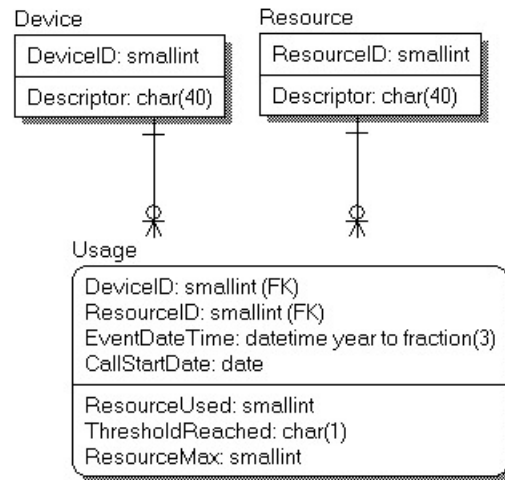 Device
DeviceID: smallint
Descriptor: char(40)
Resource
ResourceID: smallint
Descriptor: char(40)
Usage
DeviceID: smallint (FK)
ResourceID: smallint (FK)
EventDateTime: datetime year to fraction(3)
CallStartDate: date
ResourceUsed: smallint
ThresholdReached: char(1)
ResourceMax: smallint